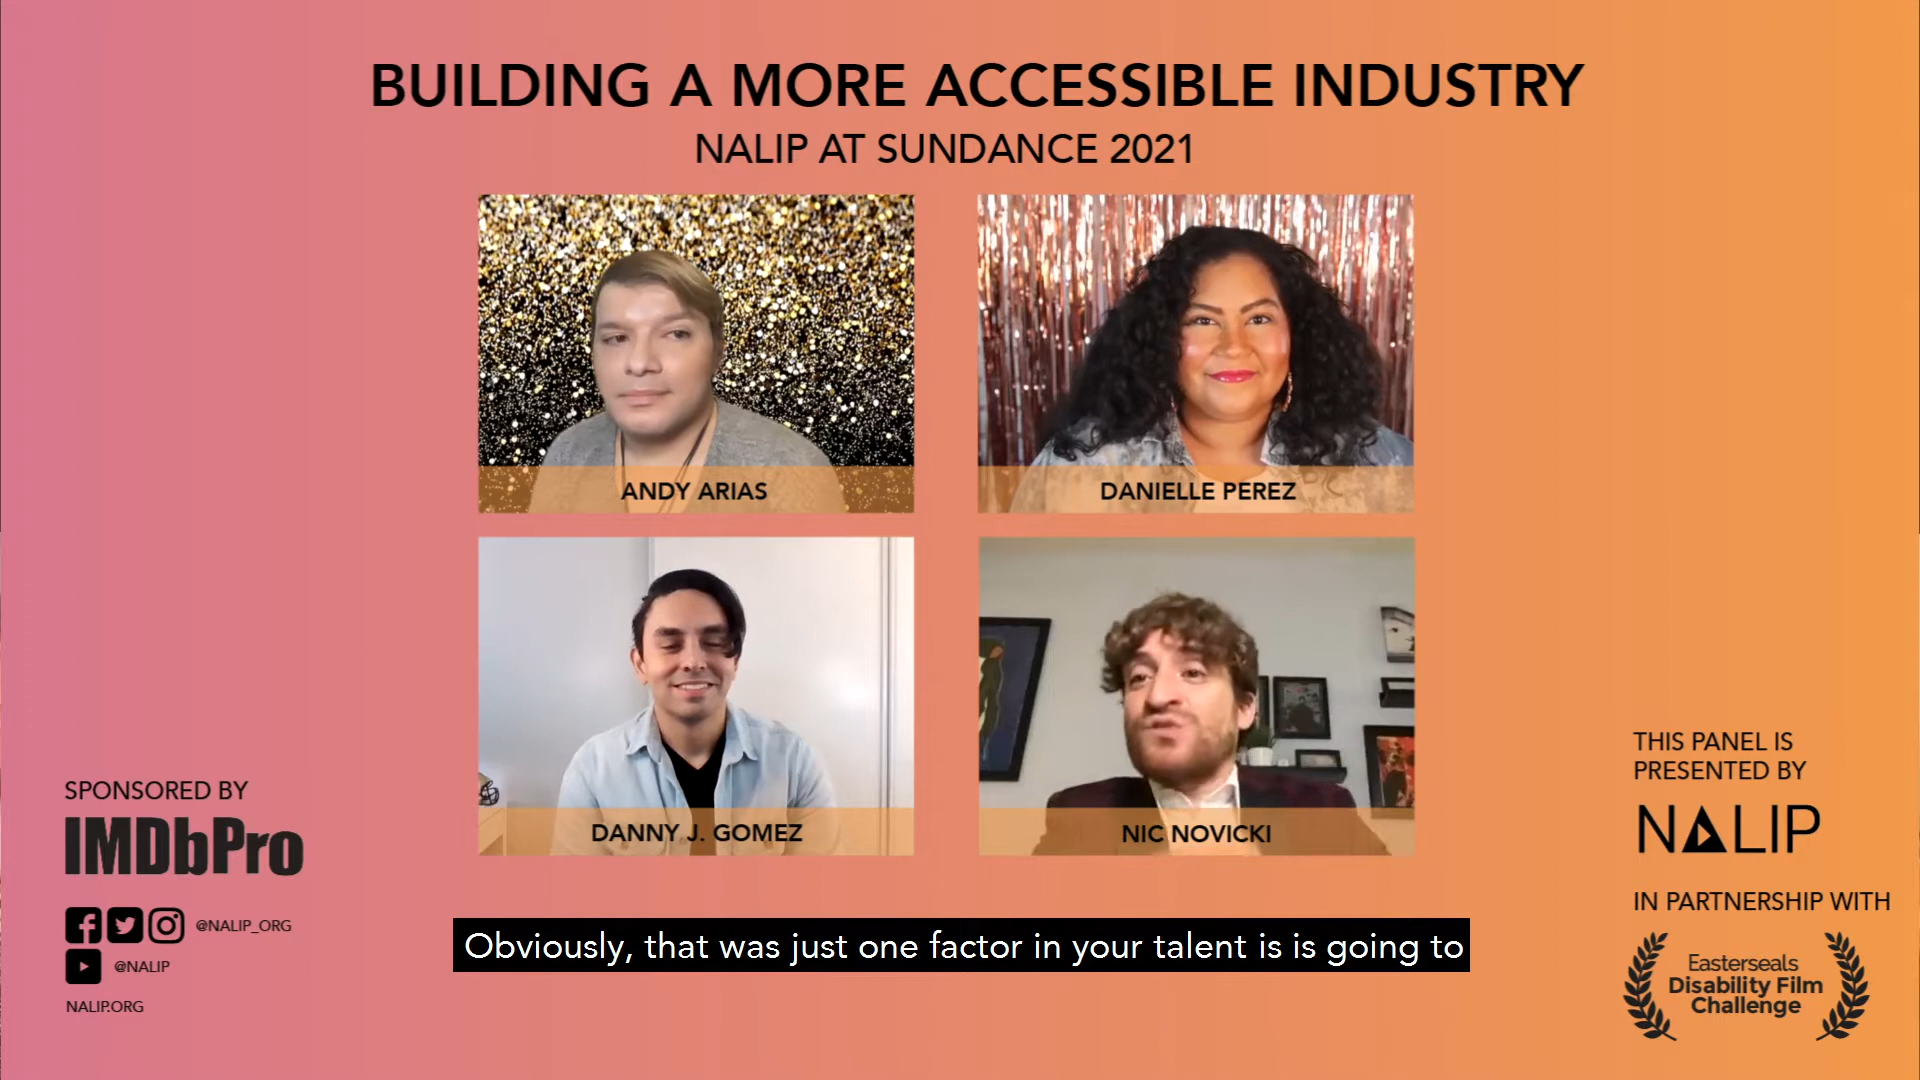 BUILDING A MORE ACCESSIBLE INDUSTRY
NALIP AT SUNDANCE 2021
ANDY ARIAS
DANIELLE PEREZ
DANNY J. GOMEZ
NIC NOVICKI
SPONSORED BY
IMDbPro
@NALIP_ORG
@NALIP
NALIP.ORG
Obviously, that was just one factor in your talent is is going to
THIS PANEL IS
PRESENTED BY
NALIP
IN PARTNERSHIP WITH
Easterseals
Disability Film
Challenge